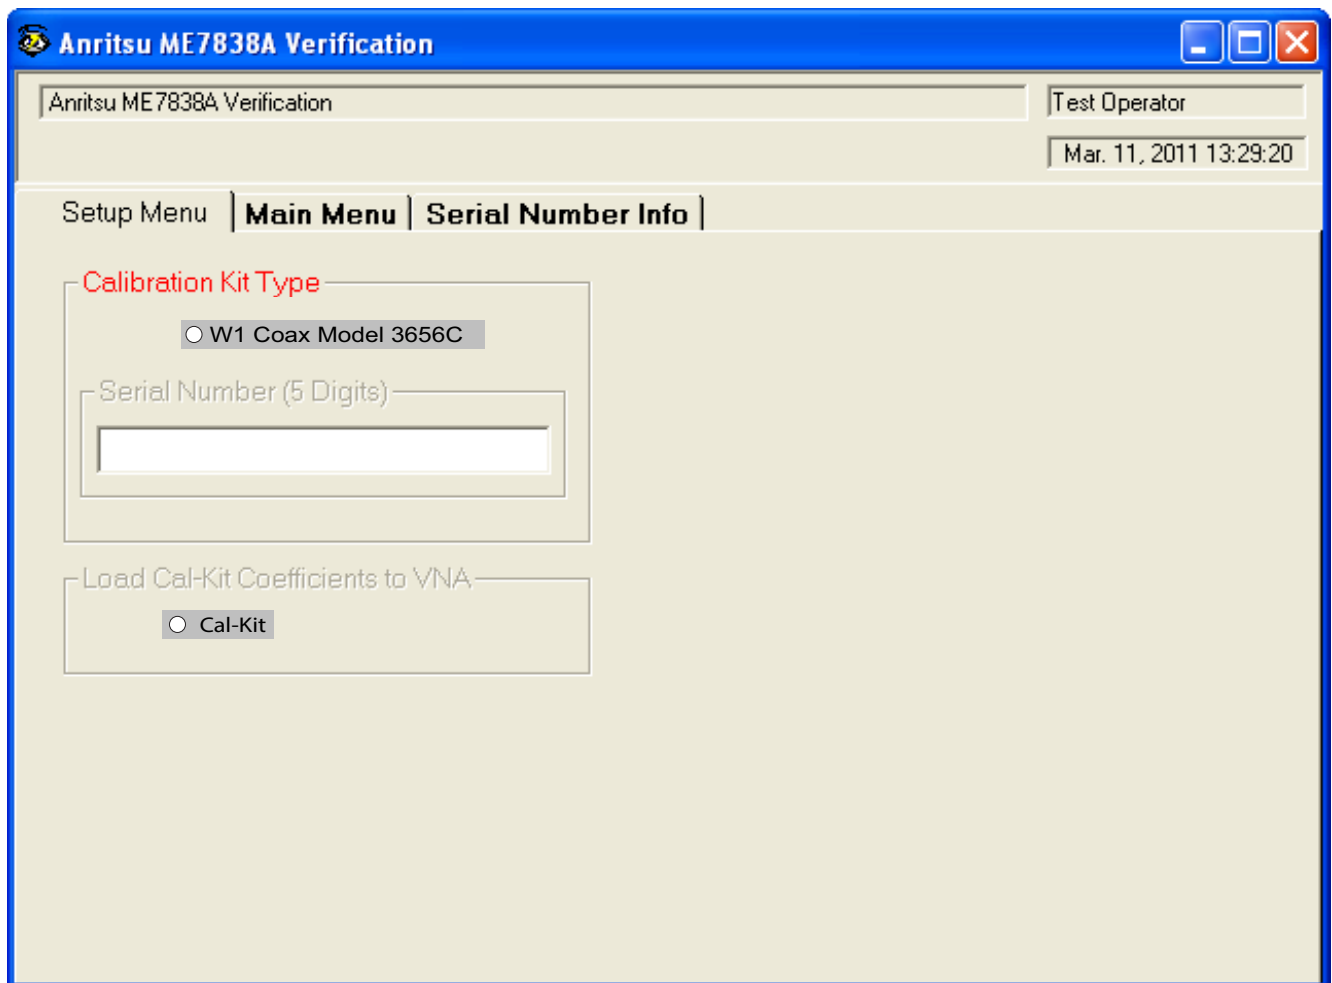 Anritsu ME7838A Verification
Anritsu ME7838A Verification
Test Operator
Mar. 11, 2011 13:29:20
Setup Menu
Main Menu
Serial Number Info
Calibration Kit Type
W1 Coax Model 3656C
Serial Number (5 Digits)
Load Cal-Kit Coefficients to VNA
Cal-Kit